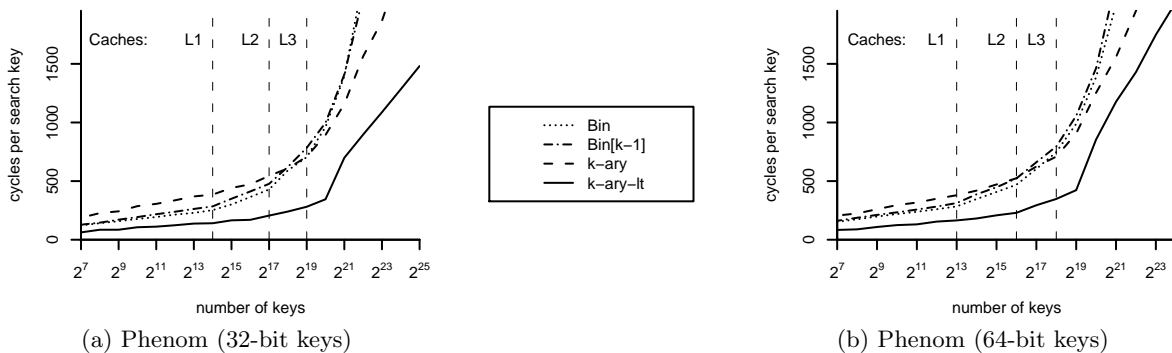 Caches: L1 L2 L3
1500
1000
500
0
cycles per search key
2^7 2^9 2^11 2^13 2^15 2^17 2^19 2^21 2^23 2^25
number of keys
(a) Phenom (32-bit keys)
Bin
Bin[k−1]
k−ary
k−ary−lt
Caches: L1 L2 L3
1500
1000
500
0
cycles per search key
2^7 2^9 2^11 2^13 2^15 2^17 2^19 2^21 2^23
number of keys
(b) Phenom (64-bit keys)